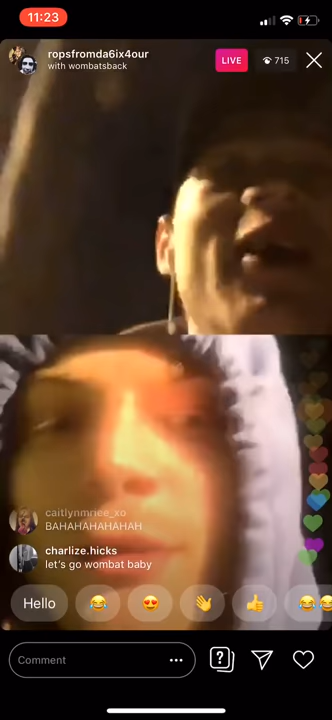 11:23
ropsfromda6ix4our
with wombatsback
LIVE
715
caitlynmriee_xo
BAHAHAHAHAHAH
charlize.hicks
let's go wombat baby
Hello
Comment